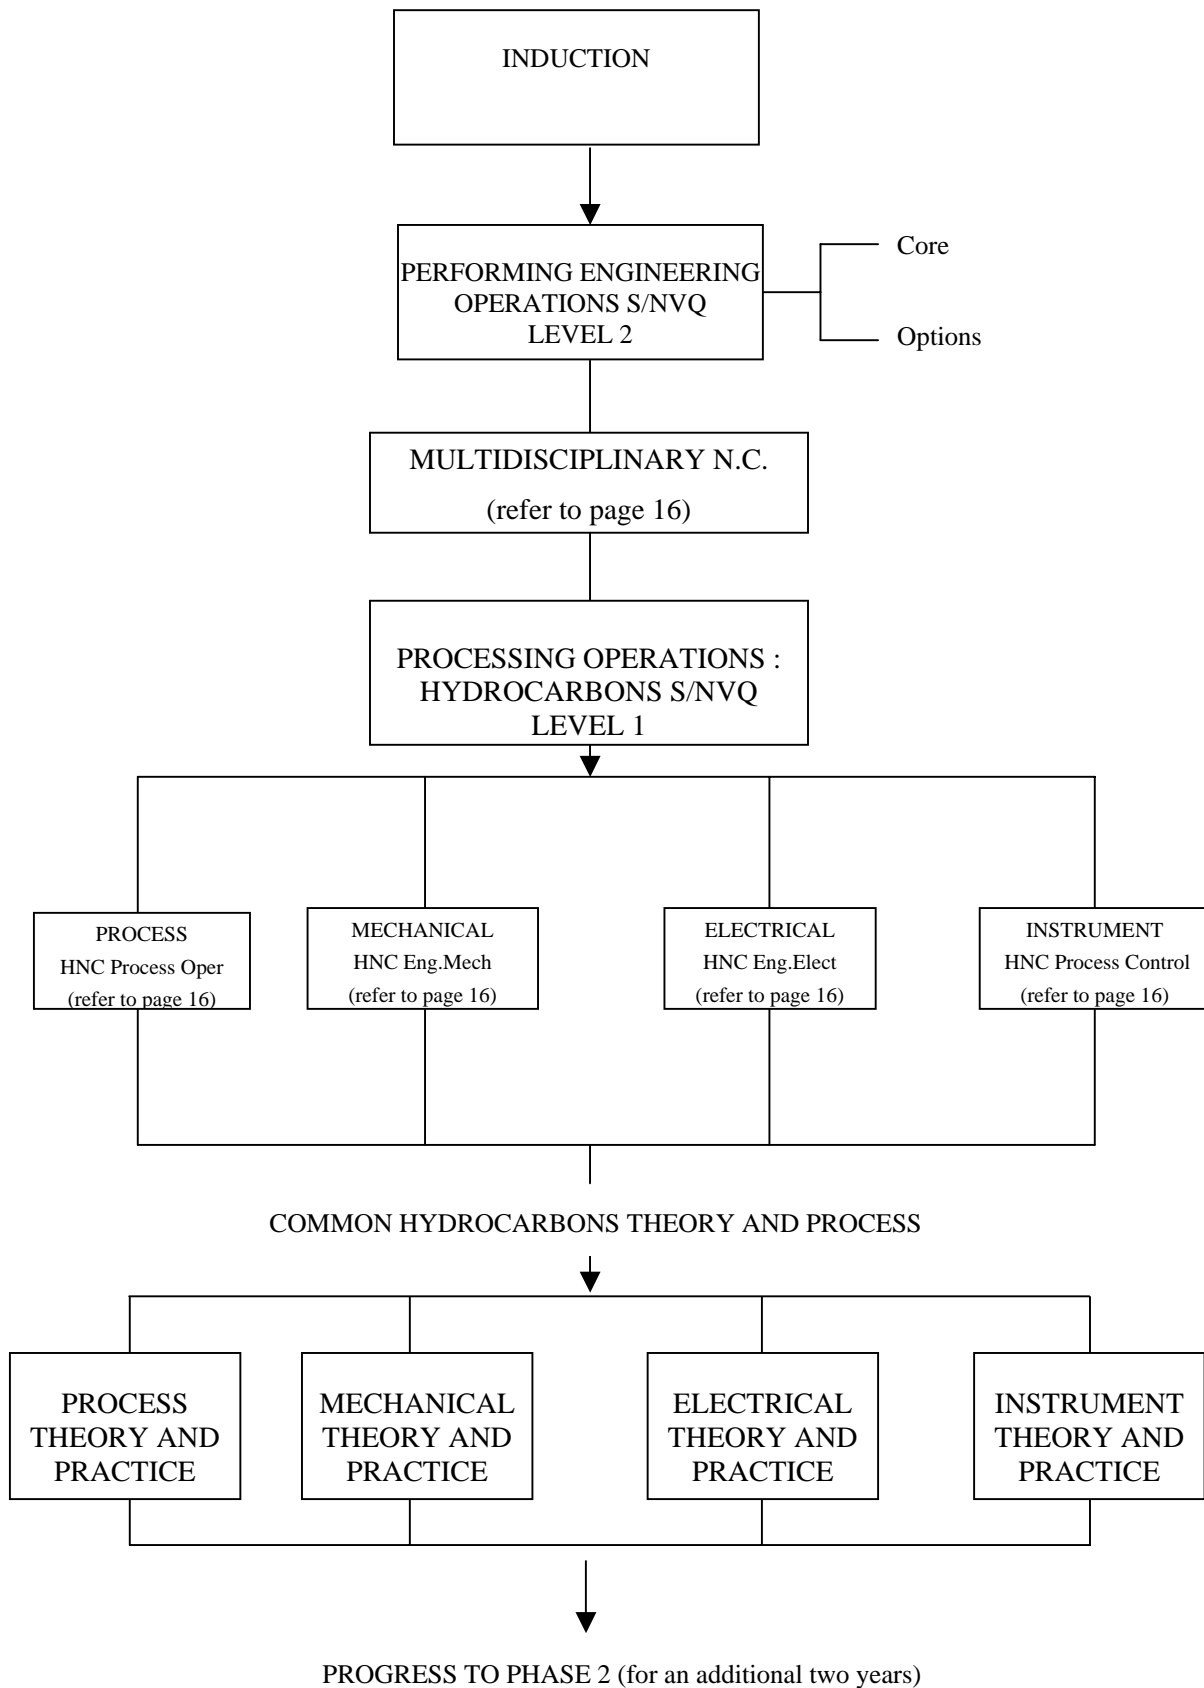 INDUCTION
PERFORMING ENGINEERING
OPERATIONS S/NVQ
LEVEL 2
Core
Options
MULTIDISCIPLINARY N.C.
(refer to page 16)
PROCESSING OPERATIONS :
HYDROCARBONS S/NVQ
LEVEL 1
PROCESS
HNC Process Oper
(refer to page 16)
MECHANICAL
HNC Eng.Mech
(refer to page 16)
ELECTRICAL
HNC Eng.Elect
(refer to page 16)
INSTRUMENT
HNC Process Control
(refer to page 16)
COMMON HYDROCARBONS THEORY AND PROCESS
PROCESS
THEORY AND
PRACTICE
MECHANICAL
THEORY AND
PRACTICE
ELECTRICAL
THEORY AND
PRACTICE
INSTRUMENT
THEORY AND
PRACTICE
PROGRESS TO PHASE 2 (for an additional two years)